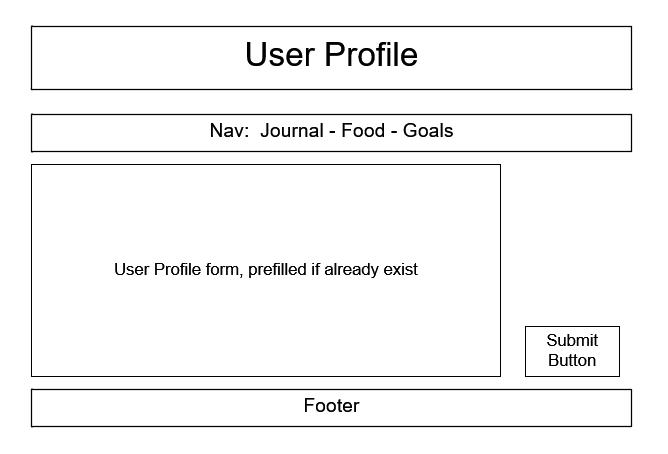 User Profile
Nav:  Journal - Food - Goals
User Profile form, prefilled if already exist
Submit
Button
Footer